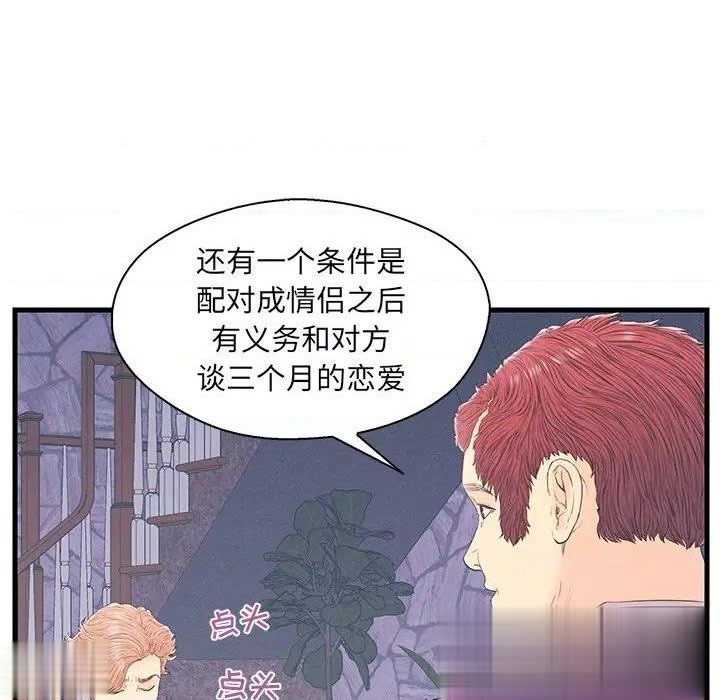 还有一个条件是
配对成情侣之后
有义务和对方
谈三个月的恋爱
点头
点头